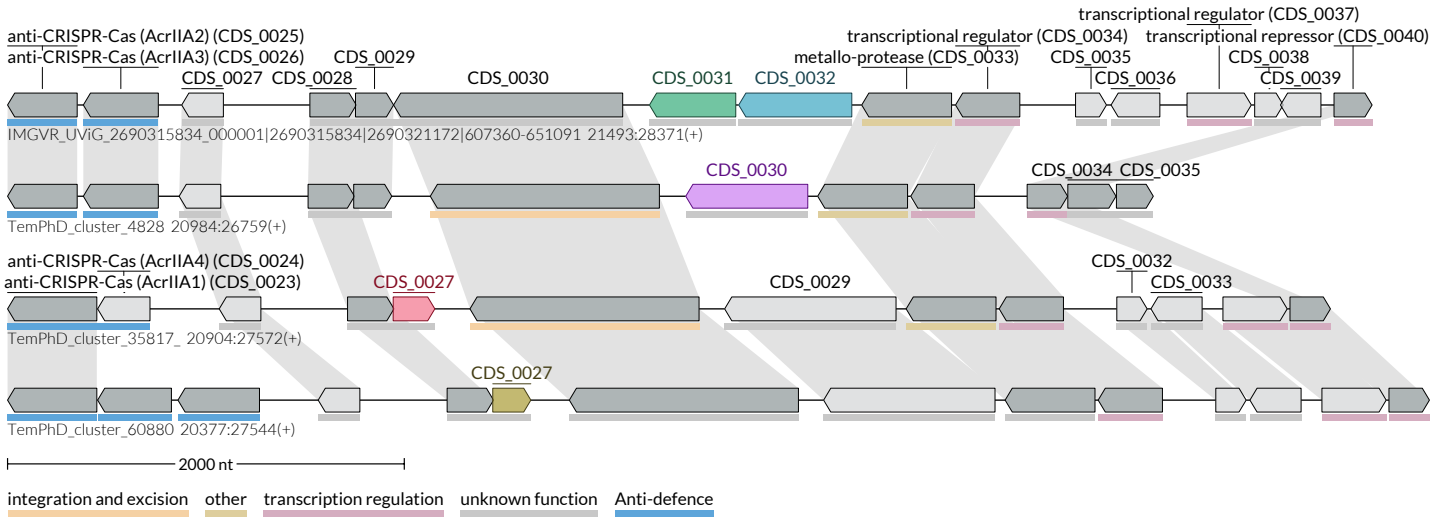 transcriptional regulator (CDS_0037)
anti-CRISPR-Cas (AcrIIA2) (CDS_0025) transcriptional regulator (CDS_0034) transcriptional repressor (CDS_0040)
anti-CRISPR-Cas (AcrIIA3) (CDS_0026) CDS_0029 metallo-protease (CDS_0033) CDS_0035 CDS_0038
CDS_0027 CDS_0028 CDS_0030 CDS_0031 CDS_0032 CDS_0036 CDS_0039
IMGVR_UViG_2690315834_000001|2690315834|2690321172|607360-651091 21493:28371(+)
CDS_0030 CDS_0034 CDS_0035
TemPhD_cluster_4828 20984:26759(+)
anti-CRISPR-Cas (AcrIIA4) (CDS_0024) CDS_0032
anti-CRISPR-Cas (AcrIIA1) (CDS_0023) CDS_0027 CDS_0029 CDS_0033
TemPhD_cluster_35817_ 20904:27572(+)
CDS_0027
TemPhD_cluster_60880 20377:27544(+)
2000 nt
integration and excision other transcription regulation unknown function Anti-defence